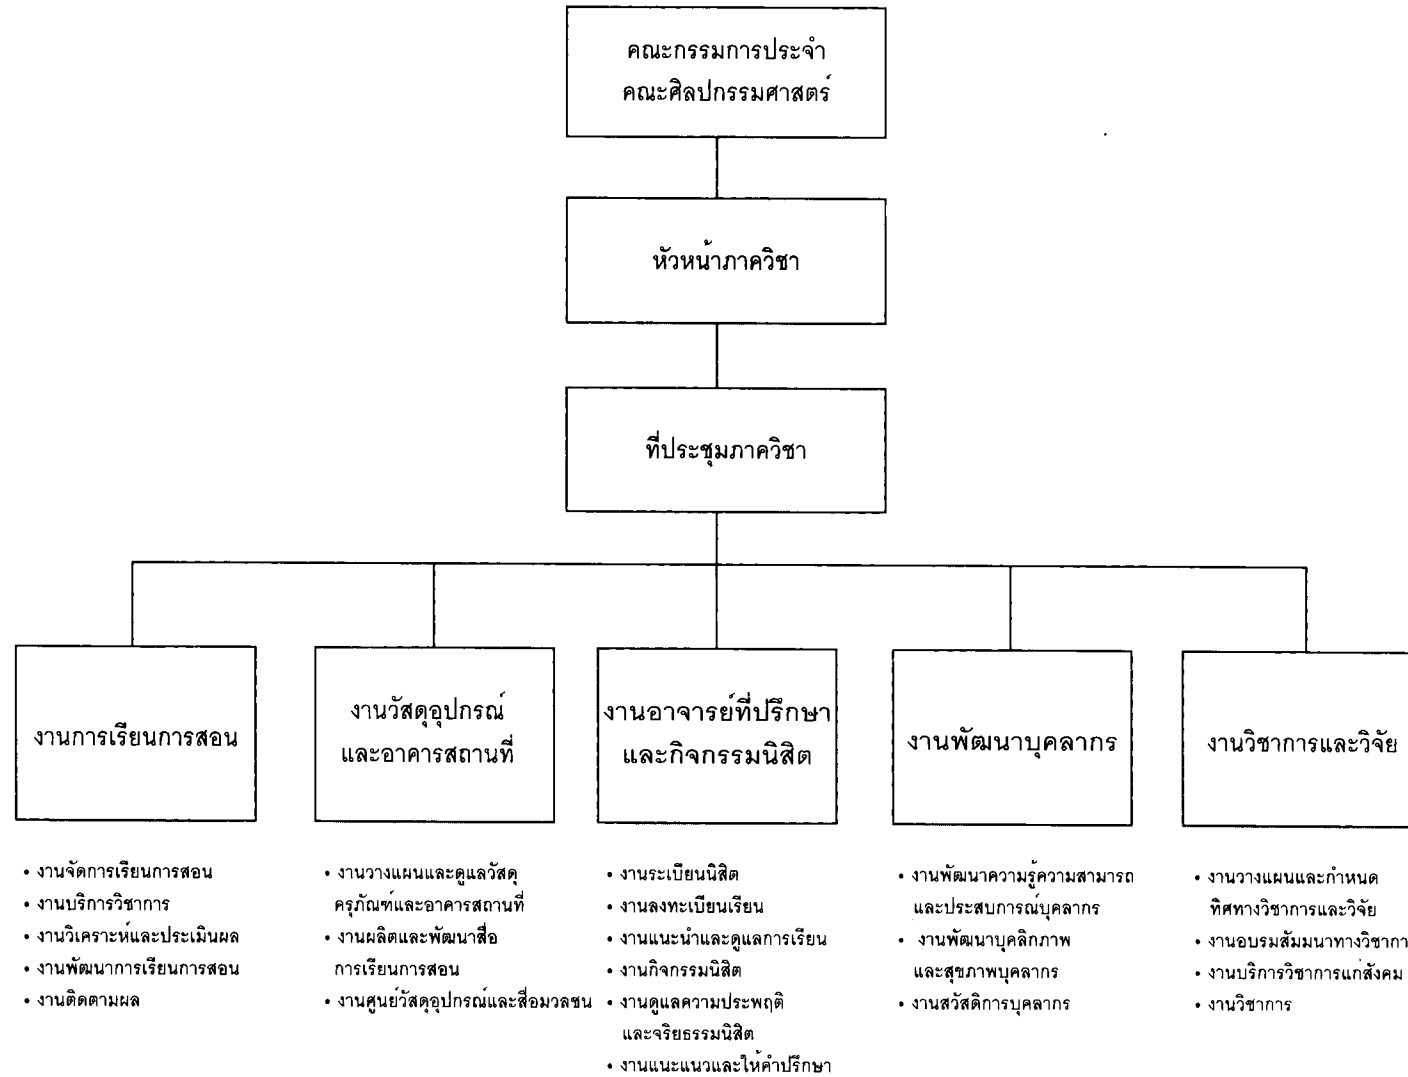 คณะกรรมการประจำ
คณะศิลปกรรมศาสตร์
หัวหน้าภาควิชา
ที่ประชุมภาควิชา
งานการเรียนการสอน
งานวัสดุอุปกรณ์
และอาคารสถานที่
งานอาจารย์ที่ปรึกษา
และกิจกรรมนิสิต
งานพัฒนาบุคลากร
งานวิชาการและวิจัย
• งานจัดการเรียนการสอน
• งานบริการวิชาการ
• งานวิเคราะห์และประเมินผล
• งานพัฒนาการเรียนการสอน
• งานติดตามผล
• งานวางแผนและดูแลวัสดุ
ครุภัณฑ์และอาคารสถานที่
• งานผลิตและพัฒนาสื่อ
การเรียนการสอน
• งานศูนย์วัสดุอุปกรณ์และสื่อมวลชน
• งานระเบียนนิสิต
• งานลงทะเบียนเรียน
• งานแนะนำและดูแลการเรียน
• งานกิจกรรมนิสิต
• งานดูแลความประพฤติ
และจริยธรรมนิสิต
• งานแนะแนวและให้คำปรึกษา
• งานพัฒนาความรู้ความสามารถ
และประสบการณ์บุคลากร
• งานพัฒนาบุคลิกภาพ
และสุขภาพบุคลากร
• งานสวัสดิการบุคลากร
• งานวางแผนและกำหนด
ทิศทางวิชาการและวิจัย
• งานอบรมสัมมนาทางวิชากา
• งานบริการวิชาการแก่สังคม
• งานวิชาการ